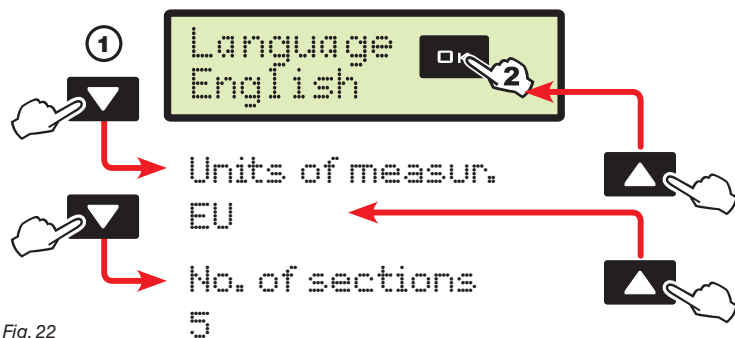 1
Language
English
OK
2
Units of measur.
EU
No. of sections
5
Fig. 22